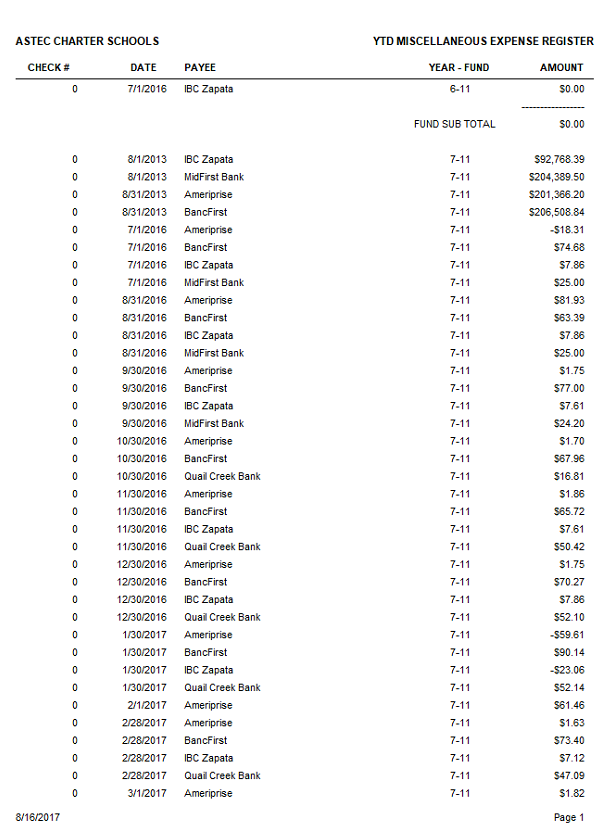 ASTEC CHARTER SCHOOLS YTD MISCELLANEOUS EXPENSE REGISTER
CHECK # DATE PAYEE YEAR - FUND AMOUNT
0 7/1/2016 IBC Zapata 6-11 $0.00
-----------------
FUND SUB TOTAL $0.00
0 8/1/2013 IBC Zapata 7-11 $92,768.39
0 8/1/2013 MidFirst Bank 7-11 $204,389.50
0 8/31/2013 Ameriprise 7-11 $201,366.20
0 8/31/2013 BancFirst 7-11 $206,508.84
0 7/1/2016 Ameriprise 7-11 -$18.31
0 7/1/2016 BancFirst 7-11 $74.68
0 7/1/2016 IBC Zapata 7-11 $7.86
0 7/1/2016 MidFirst Bank 7-11 $25.00
0 8/31/2016 Ameriprise 7-11 $81.93
0 8/31/2016 BancFirst 7-11 $63.39
0 8/31/2016 IBC Zapata 7-11 $7.86
0 8/31/2016 MidFirst Bank 7-11 $25.00
0 9/30/2016 Ameriprise 7-11 $1.75
0 9/30/2016 BancFirst 7-11 $77.00
0 9/30/2016 IBC Zapata 7-11 $7.61
0 9/30/2016 MidFirst Bank 7-11 $24.20
0 10/30/2016 Ameriprise 7-11 $1.70
0 10/30/2016 BancFirst 7-11 $67.96
0 10/30/2016 Quail Creek Bank 7-11 $16.81
0 11/30/2016 Ameriprise 7-11 $1.86
0 11/30/2016 BancFirst 7-11 $65.72
0 11/30/2016 IBC Zapata 7-11 $7.61
0 11/30/2016 Quail Creek Bank 7-11 $50.42
0 12/30/2016 Ameriprise 7-11 $1.75
0 12/30/2016 BancFirst 7-11 $70.27
0 12/30/2016 IBC Zapata 7-11 $7.86
0 12/30/2016 Quail Creek Bank 7-11 $52.10
0 1/30/2017 Ameriprise 7-11 -$59.61
0 1/30/2017 BancFirst 7-11 $90.14
0 1/30/2017 IBC Zapata 7-11 -$23.06
0 1/30/2017 Quail Creek Bank 7-11 $52.14
0 2/1/2017 Ameriprise 7-11 $61.46
0 2/28/2017 Ameriprise 7-11 $1.63
0 2/28/2017 BancFirst 7-11 $73.40
0 2/28/2017 IBC Zapata 7-11 $7.12
0 2/28/2017 Quail Creek Bank 7-11 $47.09
0 3/1/2017 Ameriprise 7-11 $1.82
8/16/2017 Page 1